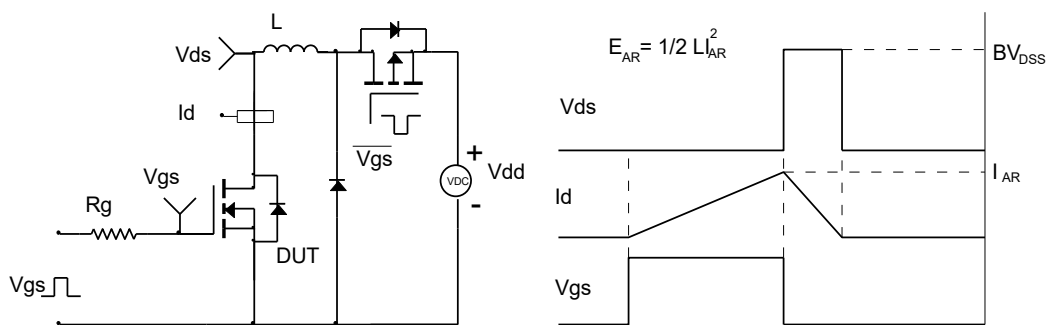 L
Vds
Id
Vgs
Vgs
Rg
DUT
Vgs
+
VDC
Vdd
-
E_AR = 1/2 LI_AR^2
BV_DSS
Vds
I_AR
Id
Vgs